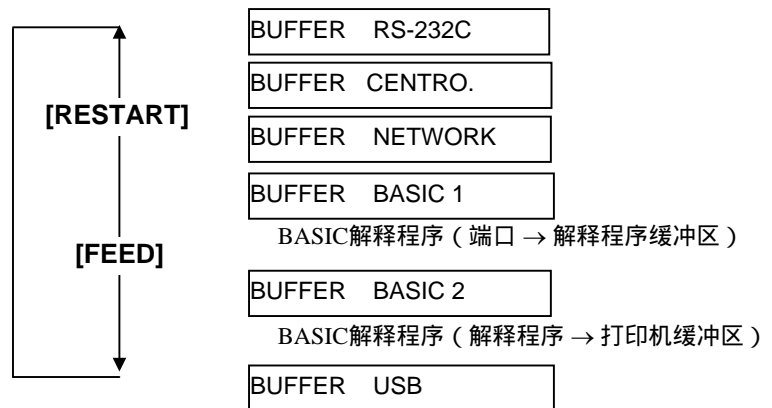 BUFFER RS-232C
BUFFER CENTRO.
[RESTART]
BUFFER NETWORK
BUFFER BASIC 1
BASIC解释程序（端口 → 解释程序缓冲区）
[FEED]
BUFFER BASIC 2
BASIC解释程序（解释程序 → 打印机缓冲区）
BUFFER USB